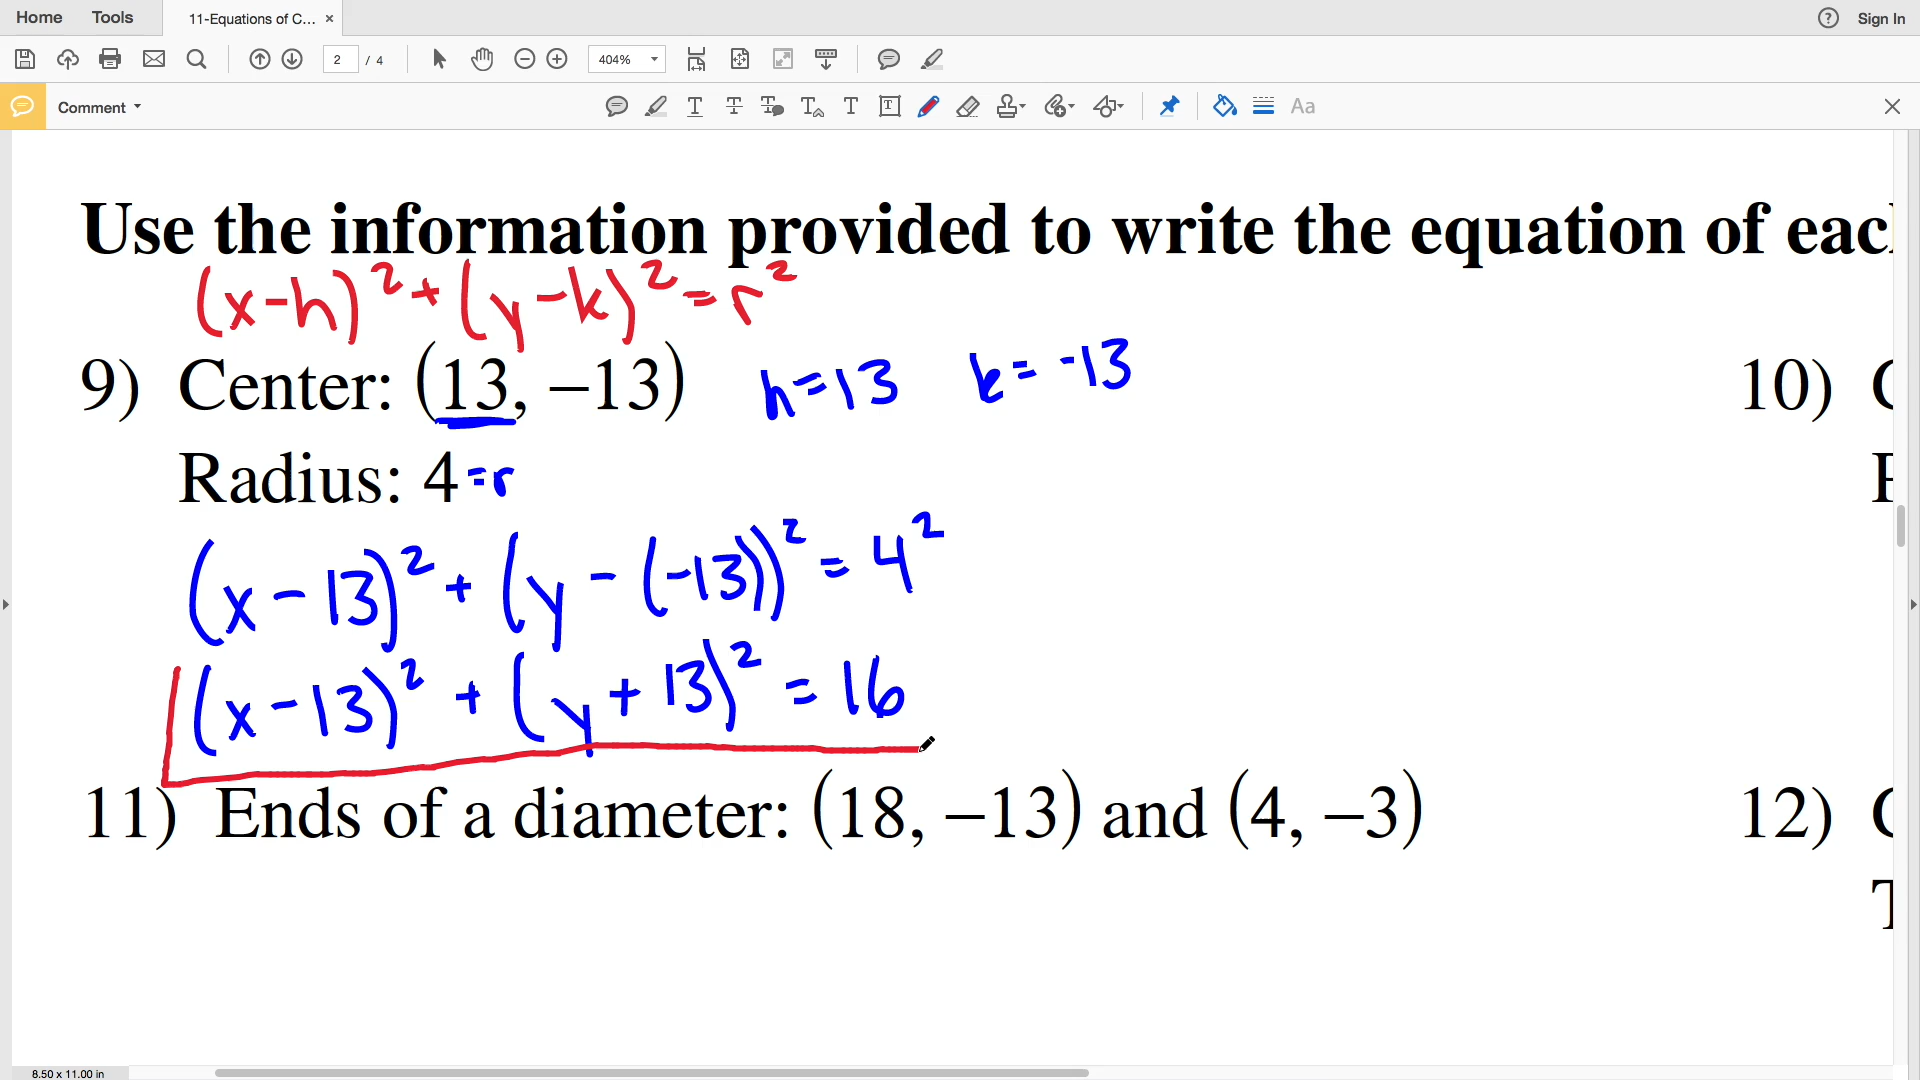 Home Tools 11-Equations of C... × ? Sign In
2 / 4 404%
Comment T T T T T T Aa
Use the information provided to write the equation of each
(x-h)² + (y-k)² = r²
9) Center: (13, −13) h=13 k=-13 10) C
Radius: 4 =r
(x-13)² + (y-(-13))² = 4²
(x-13)² + (y+13)² = 16
11) Ends of a diameter: (18, −13) and (4, −3) 12) C
T
8.50 x 11.00 in